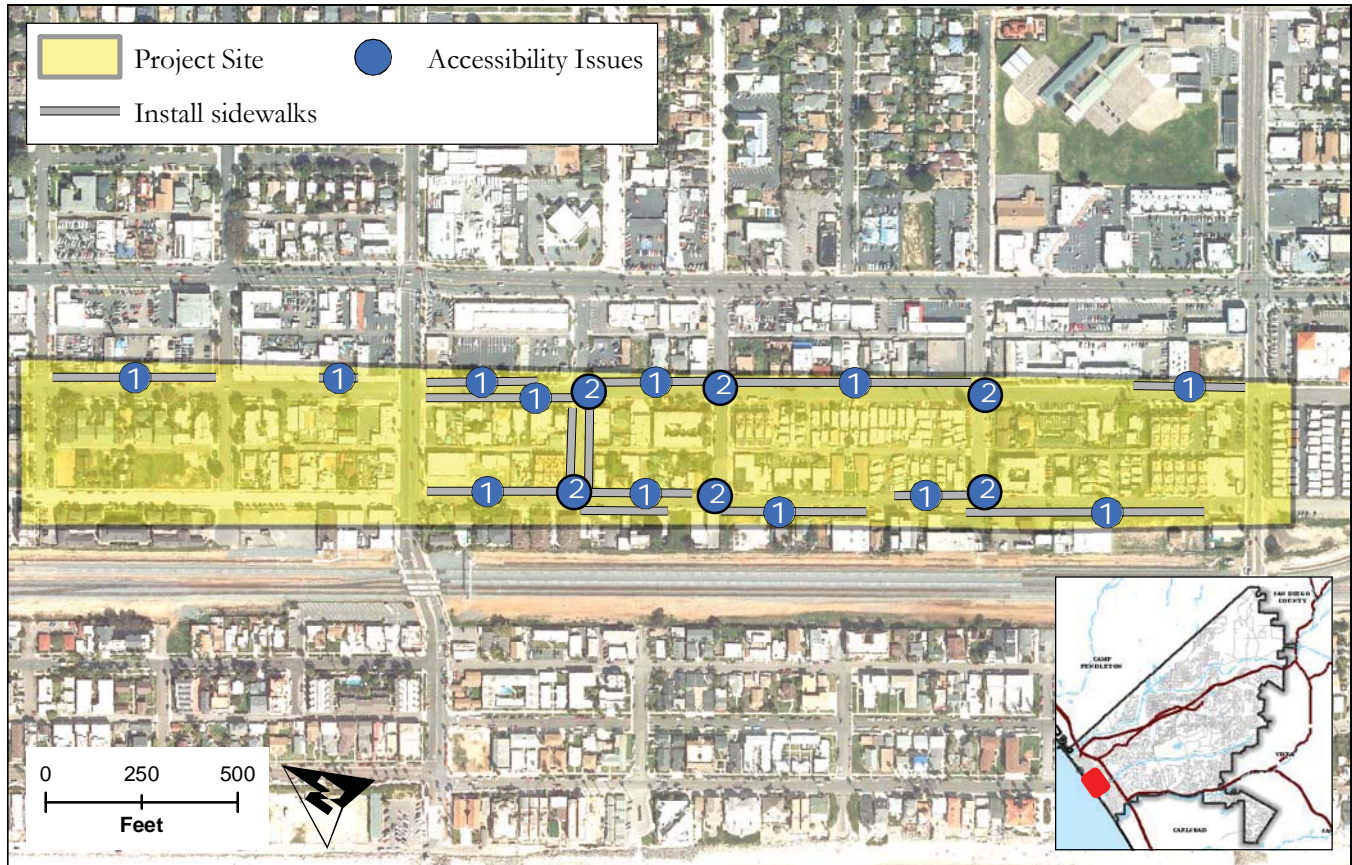 Project Site
Accessibility Issues
Install sidewalks
1
1
1
1
2
1
2
1
2
1
1
2
1
2
1
1
2
1
0
250
500
Feet
N
SAN DIEGO
COUNTY
CAMP
PENDLETON
VISTA
CARLSBAD